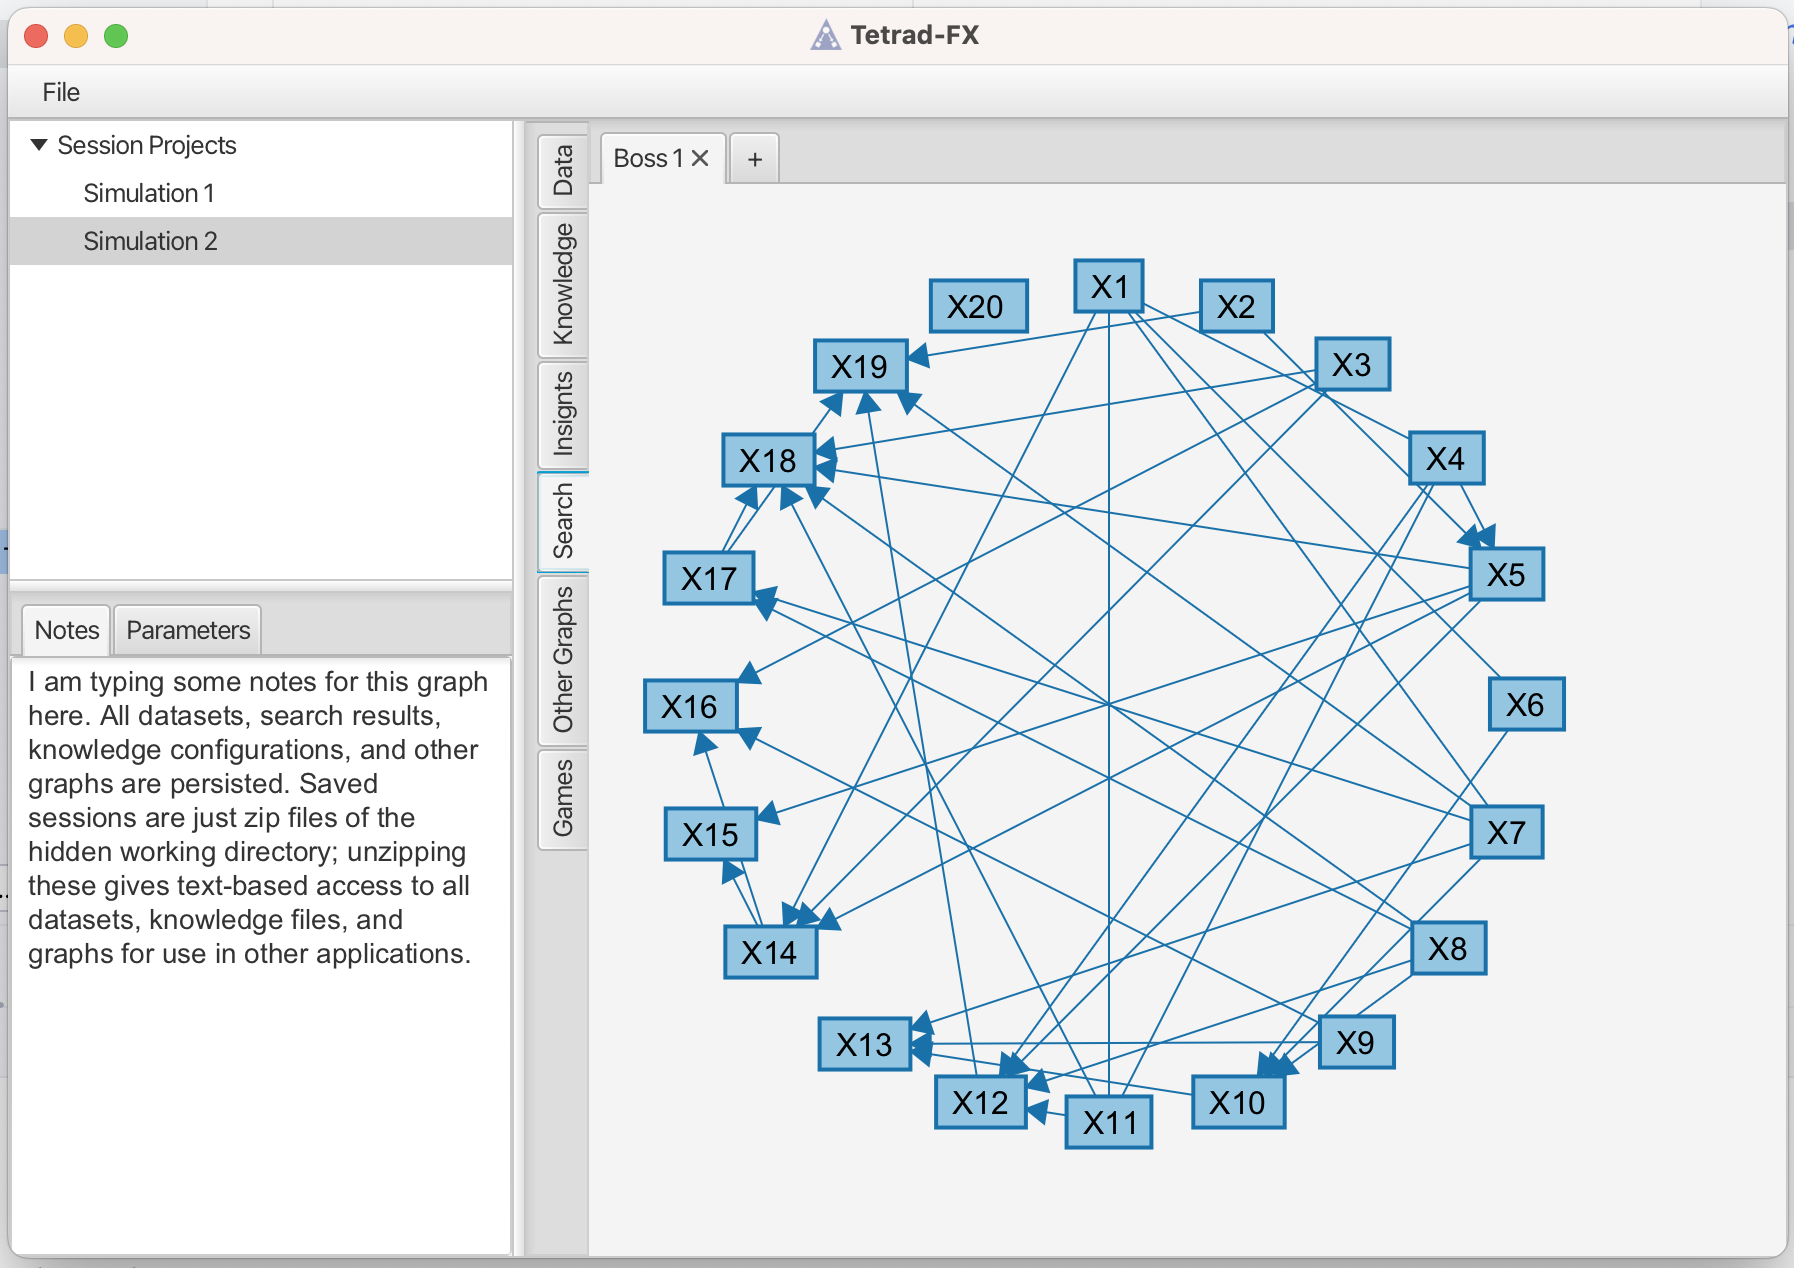 Tetrad-FX
File
Session Projects
Simulation 1
Simulation 2
Notes
Parameters
I am typing some notes for this graph
here. All datasets, search results,
knowledge configurations, and other
graphs are persisted. Saved
sessions are just zip files of the
hidden working directory; unzipping
these gives text-based access to all
datasets, knowledge files, and
graphs for use in other applications.
Data
Knowledge
Insignts
Search
Other Graphs
Games
Boss 1
+
X1
X2
X3
X4
X5
X6
X7
X8
X9
X10
X11
X12
X13
X14
X15
X16
X17
X18
X19
X20